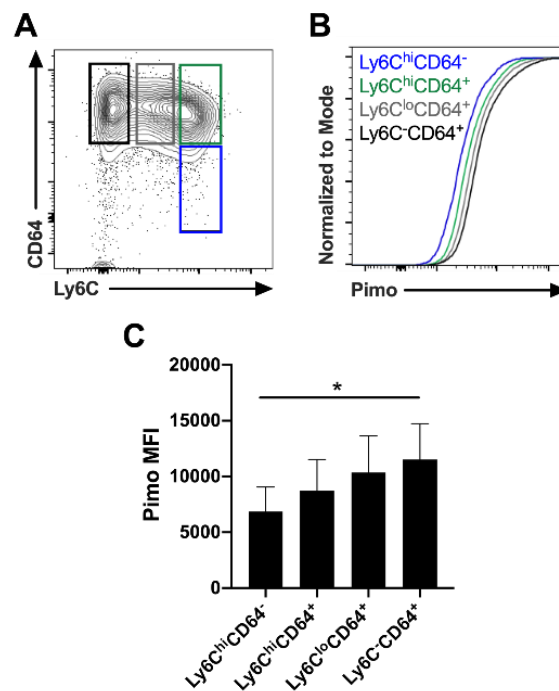 A
CD64
Ly6C
B
Ly6C^hiCD64-
Ly6C^hiCD64+
Ly6C^loCD64+
Ly6C-CD64+
Normalized to Mode
Pimo
C
*
20000
15000
10000
5000
0
Pimo MFI
Ly6C^hiCD64-
Ly6C^hiCD64+
Ly6C^loCD64+
Ly6C-CD64+